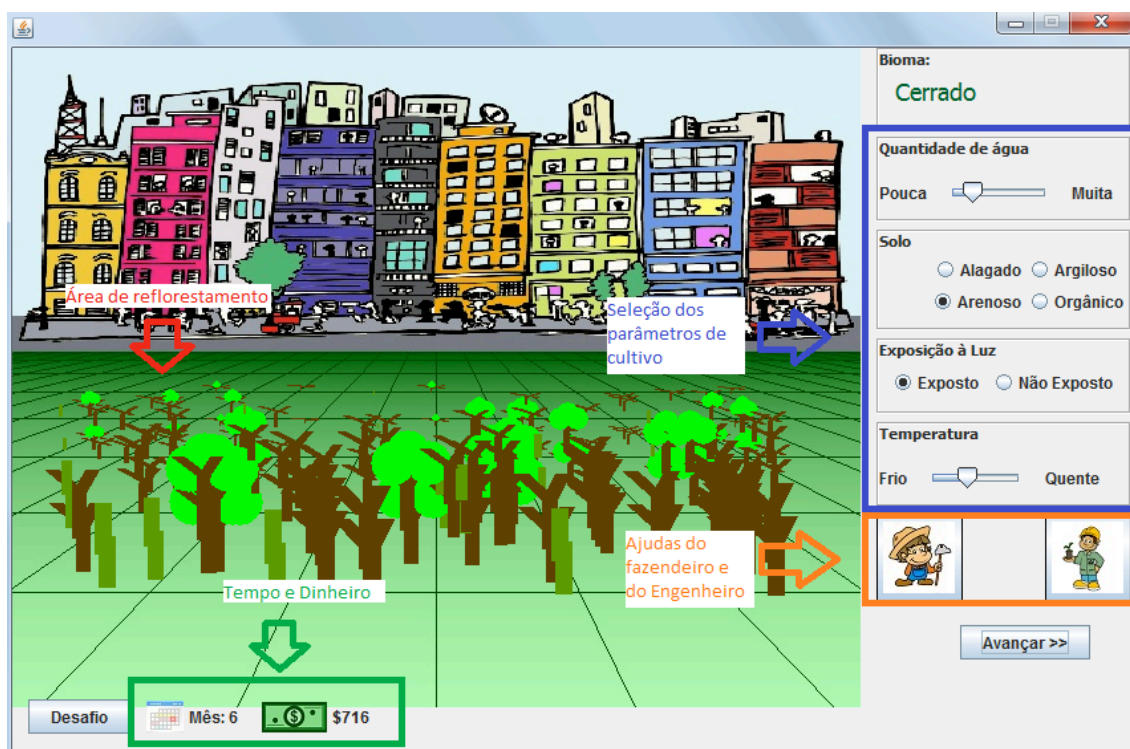 Bioma:
Cerrado
Quantidade de água
Pouca Muita
Solo
Alagado Argiloso
Arenoso Orgânico
Exposição à Luz
Exposto Não Exposto
Temperatura
Frio Quente
Avançar >>
Área de reflorestamento
Seleção dos
parâmetros de
cultivo
Ajudas do
fazendeiro e
do Engenheiro
Tempo e Dinheiro
Desafio Mês: 6 $ $716